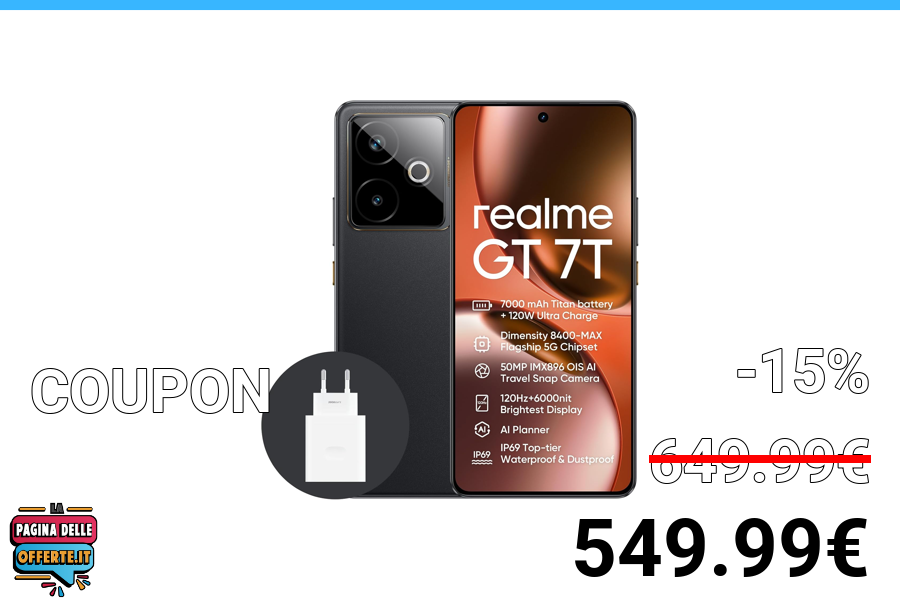 realme
GT 7T
7000 mAh Titan battery
+ 120W Ultra Charge
Dimensity 8400-MAX
Flagship 5G Chipset
50MP IMX896 OIS AI
Travel Snap Camera
120Hz+6000nit
Brightest Display
AI
AI Planner
IP69
IP69 Top-tier
Waterproof & Dustproof
COUPON
-15%
649.99€
549.99€
LA
PAGINA DELLE
OFFERTE.IT